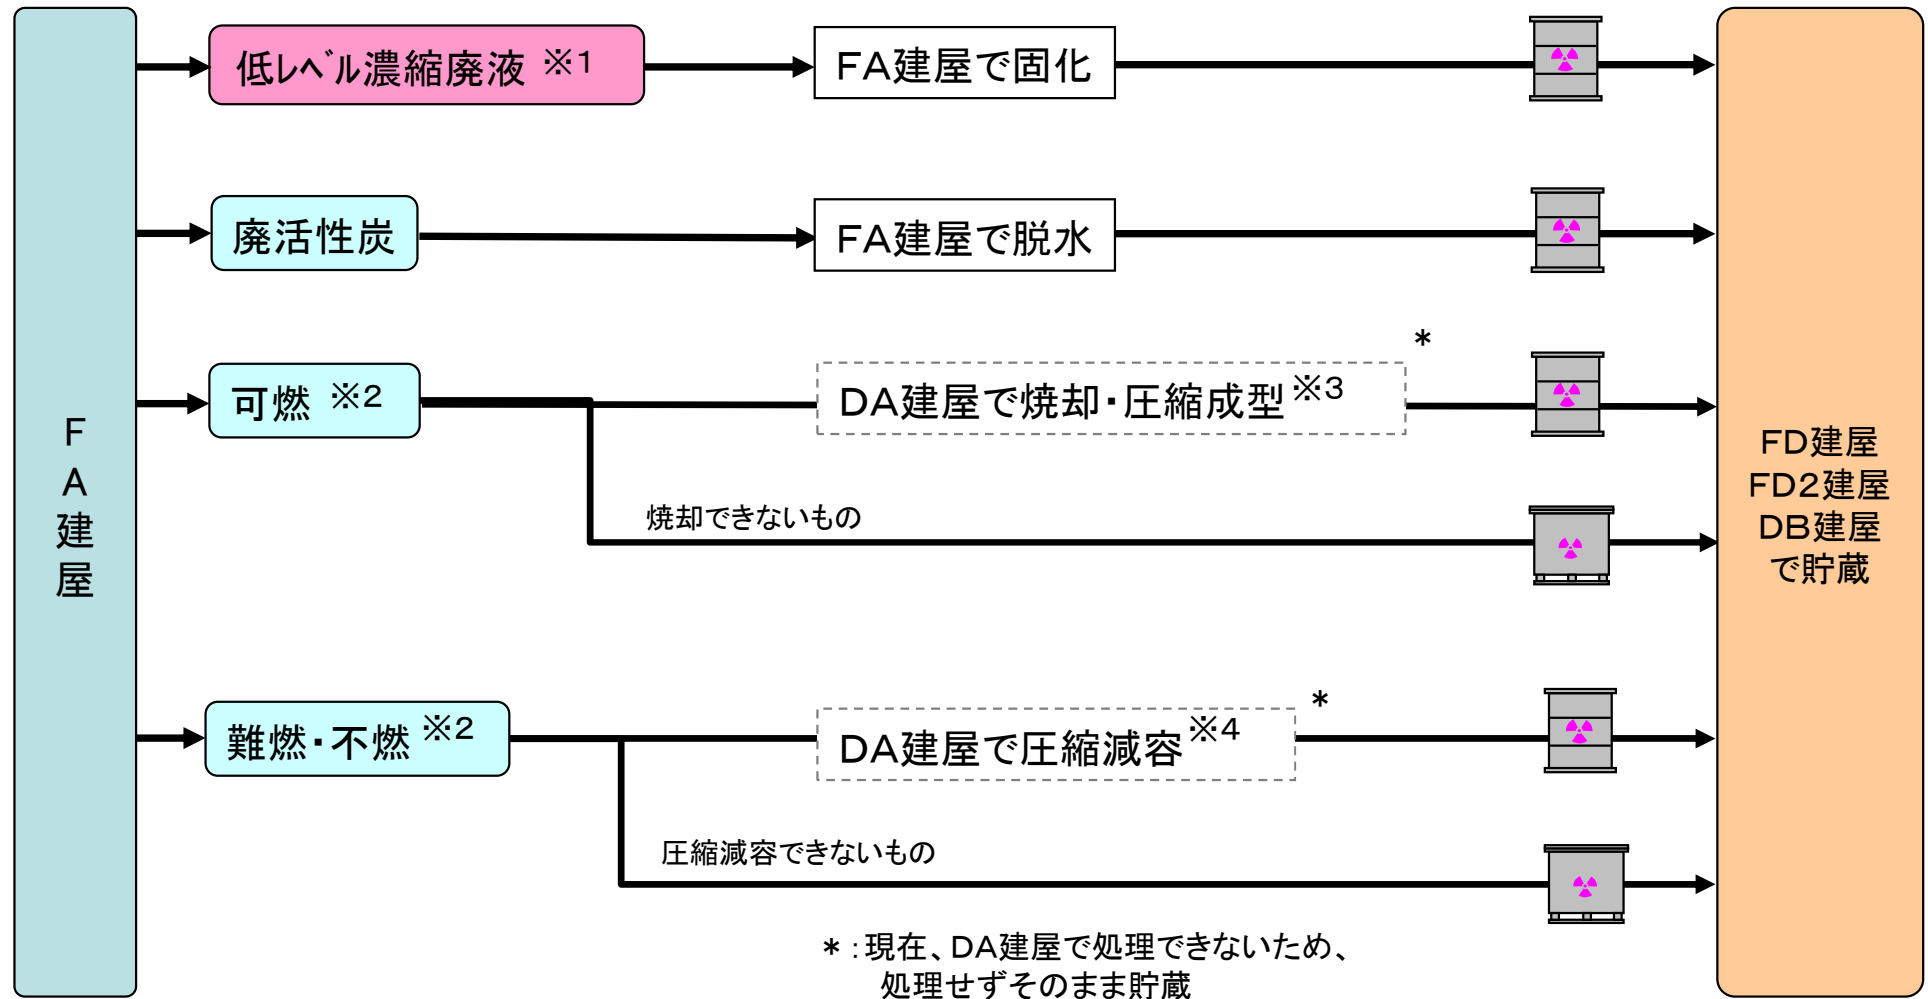 FA建屋
低レベル濃縮廃液 ※1
FA建屋で固化
廃活性炭
FA建屋で脱水
可燃 ※2
DA建屋で焼却・圧縮成型※3
*
焼却できないもの
難燃・不燃 ※2
DA建屋で圧縮減容※4
*
圧縮減容できないもの
FD建屋
FD2建屋
DB建屋
で貯蔵
*:現在、DA建屋で処理できないため、
処理せずそのまま貯蔵